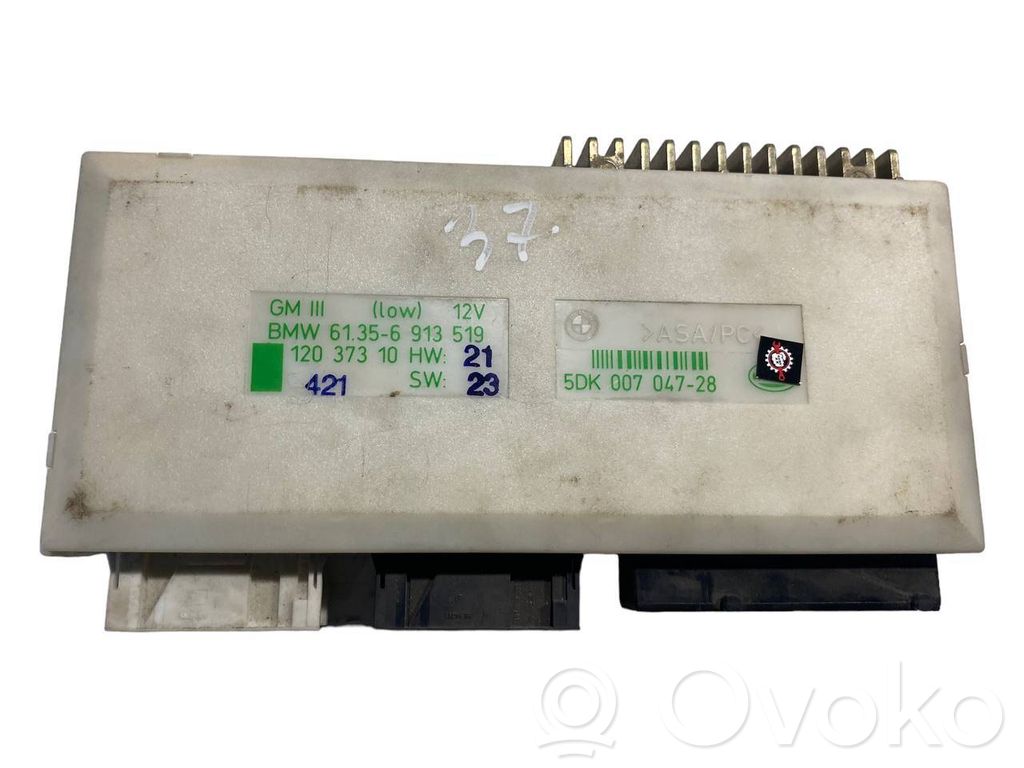 37.
GM III (low) 12V
BMW 61.35-6 913 519
120 373 10 HW: 21
421 SW: 23
>ASA/PC
5DK 007 047-28
Ovoko